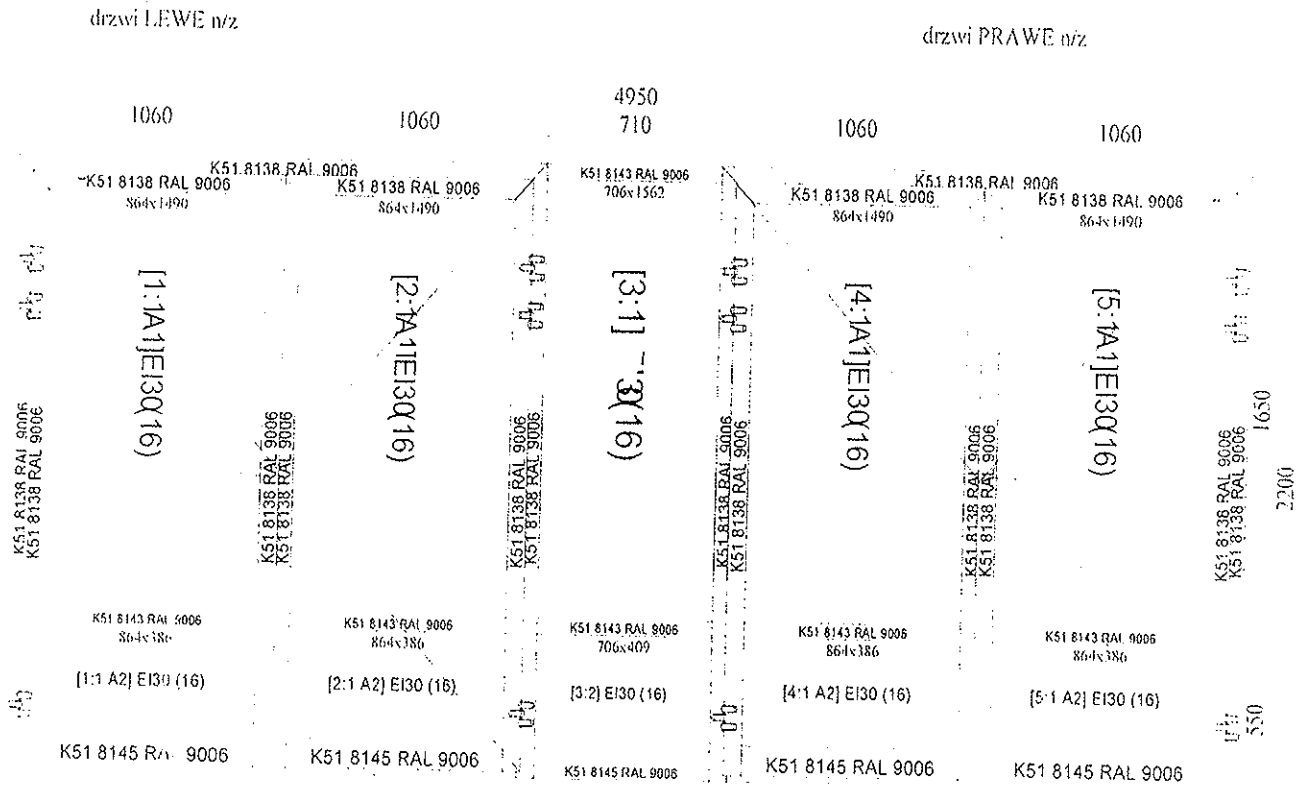 drzwi LEWE n/z
drzwi PRAWE n/z
4950
1060
1060
710
1060
1060
K51 8138 RAL 9006
K51 8138 RAL 9006
K51 8138 RAL 9006
864x1490
K51 8138 RAL 9006
864x1490
K51 8143 RAL 9006
706x1562
K51 8138 RAL 9006
864x1490
K51 8138 RAL 9006
864x1490
[1:1A1]EI30(16)
[2:1A1]EI30(16)
[3:1] 30(16)
[4:1A1]EI30(16)
[5:1A1]EI30(16)
K51 8138 RAL 9006
K51 8138 RAL 9006
K51 8138 RAL 9006
K51 8138 RAL 9006
K51 8138 RAL 9006
K51 8138 RAL 9006
K51 8138 RAL 9006
K51 8138 RAL 9006
K51 8138 RAL 9006
K51 8138 RAL 9006
K51 8138 RAL 9006
K51 8138 RAL 9006
1650
2200
K51 8143 RAL 9006
864x386
K51 8143 RAL 9006
864x386
K51 8143 RAL 9006
706x409
K51 8143 RAL 9006
864x386
K51 8143 RAL 9006
864x386
[1:1 A2] EI30 (16)
[2:1 A2] EI30 (16)
[3:2] EI30 (16)
[4:1 A2] EI30 (16)
[5:1 A2] EI30 (16)
550
K51 8145 9006
K51 8145 RAL 9006
K51 8145 RAL 9006
K51 8145 RAL 9006
K51 8145 RAL 9006